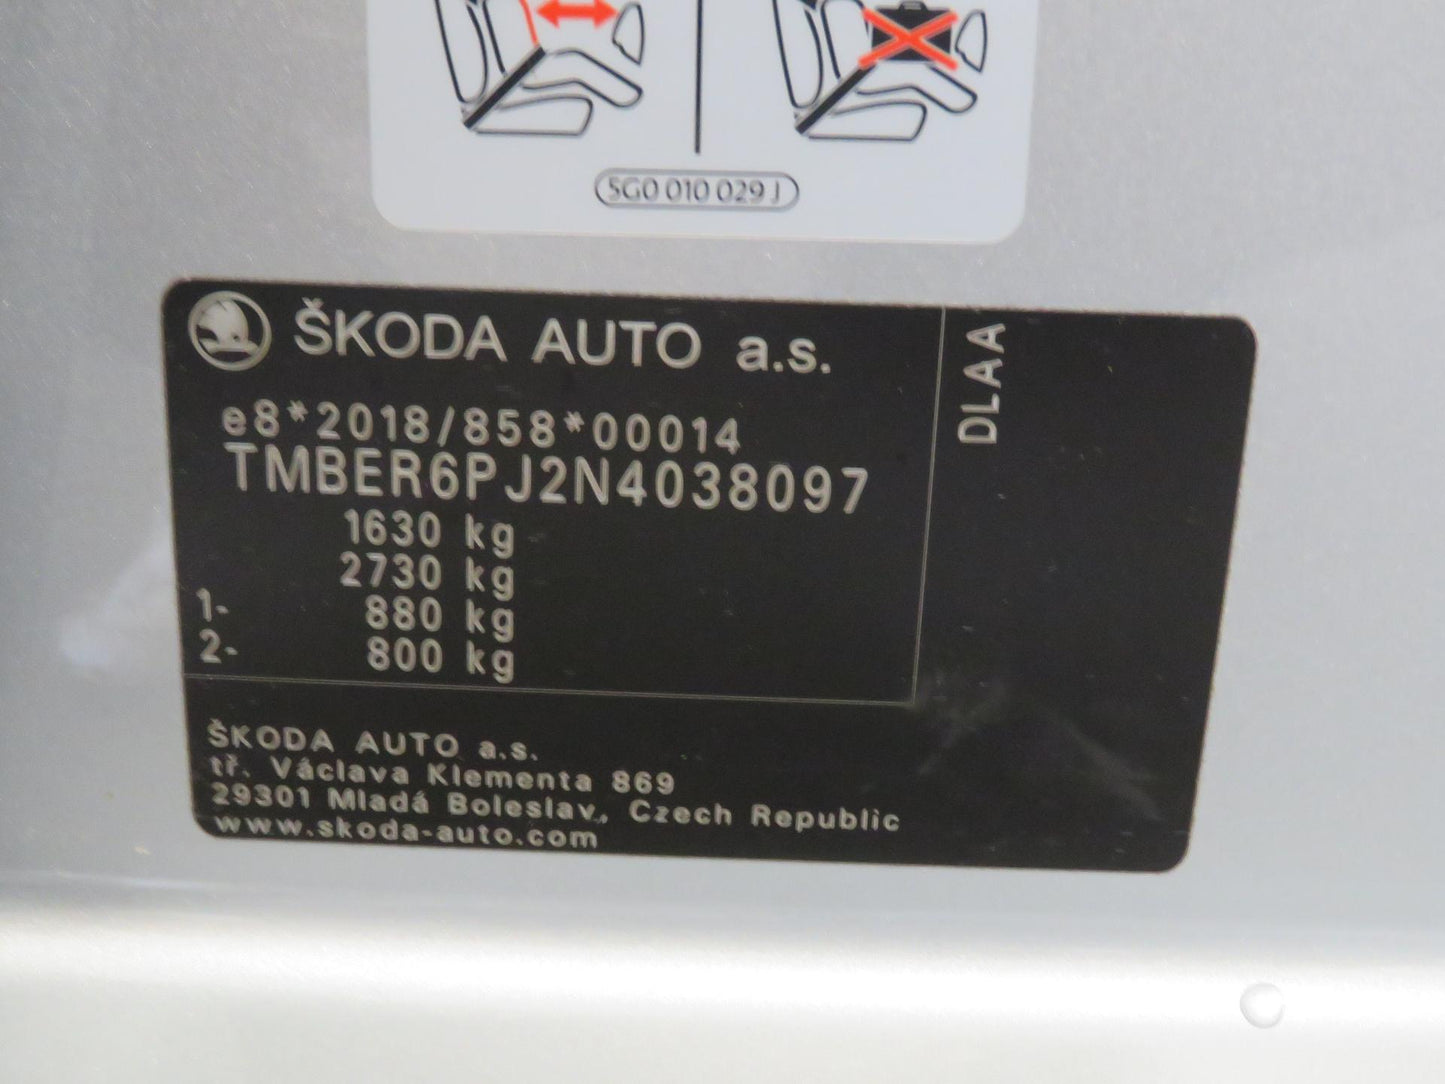 5G0 010 029 J
ŠKODA AUTO a.s.
DLAA
e8*2018/858*00014
TMBER6PJ2N4038097
1630 kg
2730 kg
1- 880 kg
2- 800 kg
ŠKODA AUTO a.s.
tř. Václava Klementa 869
29301 Mladá Boleslav, Czech Republic
www.skoda-auto.com